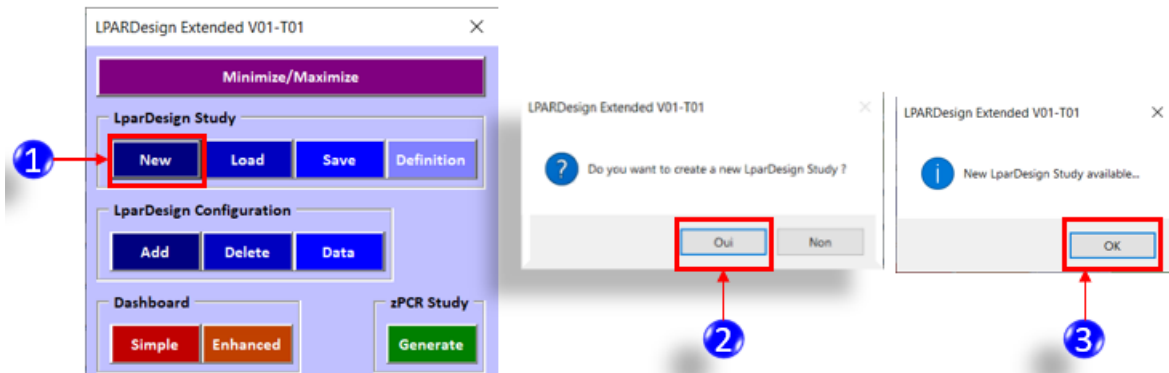 LPARDesign Extended V01-T01
Minimize/Maximize
LparDesign Study
New Load Save Definition
LparDesign Configuration
Add Delete Data
Dashboard
Simple Enhanced
zPCR Study
Generate
1
LPARDesign Extended V01-T01
? Do you want to create a new LparDesign Study ?
Oui Non
2
LPARDesign Extended V01-T01
i New LparDesign Study available...
OK
3